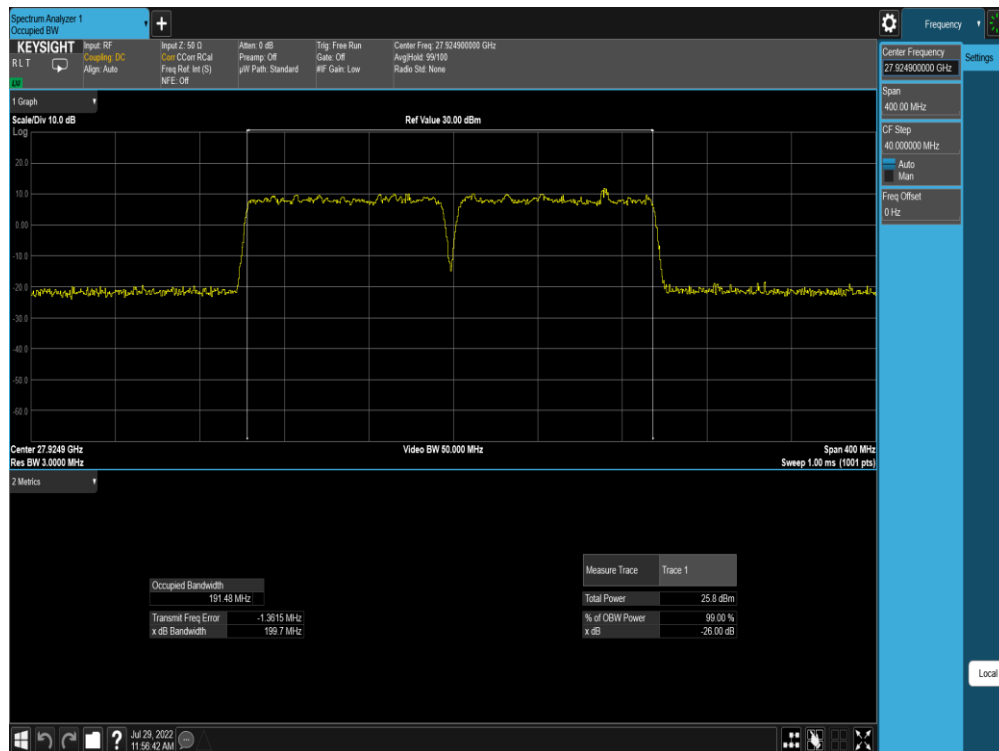 Spectrum Analyzer 1
Occupied BW
+
Frequency
KEYSIGHT
R L T
LXI
Input: RF
Coupling: DC
Align: Auto
Input Z: 50 Ω
Corr CCorr RCal
Freq Ref: Int (S)
NFE: Off
Atten: 0 dB
Preamp: Off
µW Path: Standard
Trig: Free Run
Gate: Off
#IF Gain: Low
Center Freq: 27.924900000 GHz
Avg|Hold: 99/100
Radio Std: None
Center Frequency
27.924900000 GHz
Settings
Span
400.00 MHz
CF Step
40.000000 MHz
Auto
Man
Freq Offset
0 Hz
1 Graph
Scale/Div 10.0 dB
Ref Value 30.00 dBm
Log
20.0
10.0
0.00
-10.0
-20.0
-30.0
-40.0
-50.0
-60.0
Center 27.9249 GHz
Video BW 50.000 MHz
Span 400 MHz
Res BW 3.0000 MHz
Sweep 1.00 ms (1001 pts)
2 Metrics
Measure Trace Trace 1
Occupied Bandwidth
191.48 MHz
Total Power 25.8 dBm
Transmit Freq Error -1.3615 MHz
% of OBW Power 99.00 %
x dB Bandwidth 199.7 MHz
x dB -26.00 dB
Local
?
Jul 29, 2022
11:56:42 AM